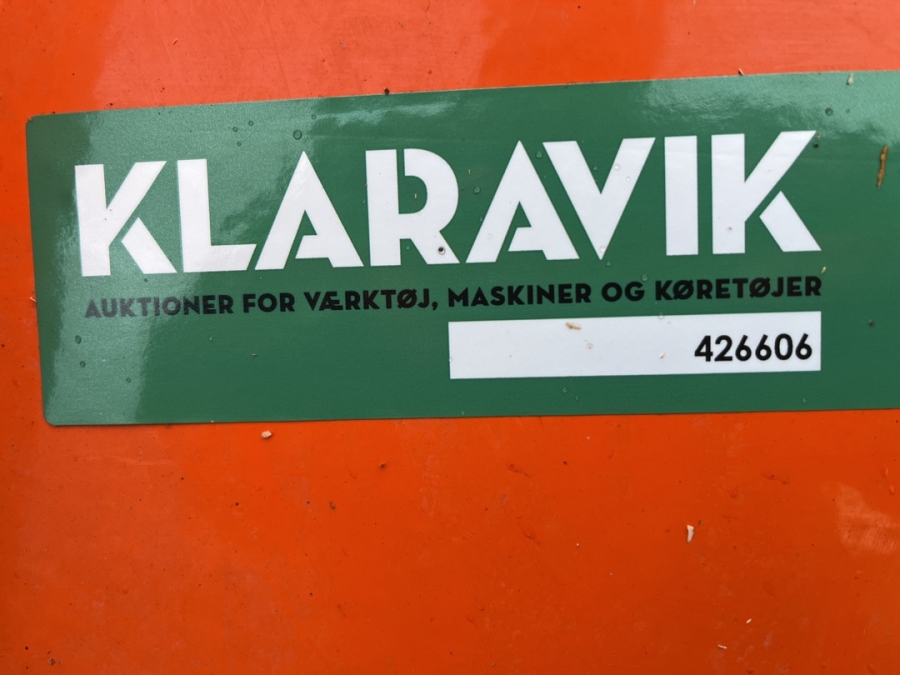 KLARAVIK
AUKTIONER FOR VÆRKTØJ, MASKINER OG KØRETØJER
426606